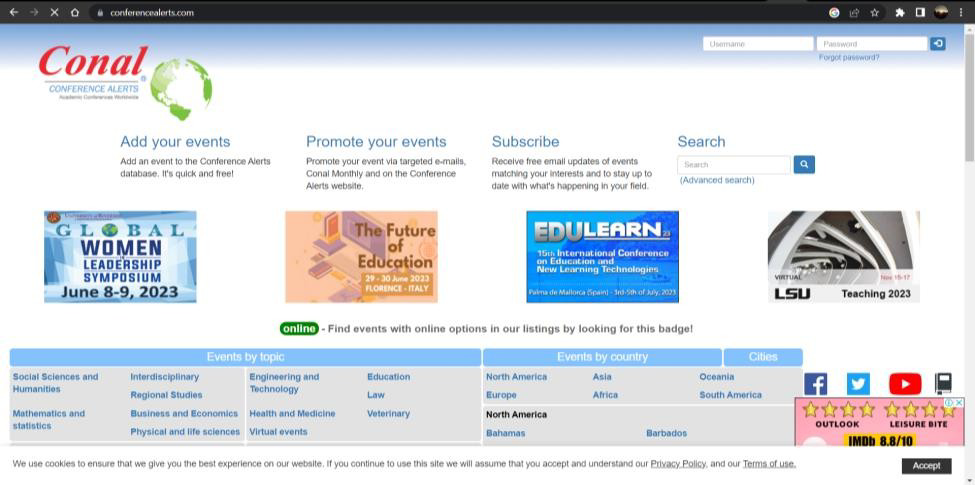 conferencealerts.com
Username
Password
Forgot password?
Conal
CONFERENCE ALERTS
Academic Conferences Worldwide
Add your events
Add an event to the Conference Alerts
database. It's quick and free!
Promote your events
Promote your event via targeted e-mails,
Conal Monthly and on the Conference
Alerts website.
Subscribe
Receive free email updates of events
matching your interests and to stay up to
date with what's happening in your field.
Search
Search
(Advanced search)
GLOBAL
WOMEN
LEADERSHIP
SYMPOSIUM
June 8-9, 2023
The Future
of
Education
29 - 30 June 2023
FLORENCE - ITALY
EDULEARN 23
15th International Conference
on Education and
New Learning Technologies
Palma de Mallorca (Spain) - 3rd-5th of July, 2023
VIRTUAL
Nov 15-17
LSU
Teaching 2023
online - Find events with online options in our listings by looking for this badge!
Events by topic
Social Sciences and
Humanities
Interdisciplinary
Regional Studies
Engineering and
Technology
Education
Law
Mathematics and
statistics
Business and Economics
Physical and life sciences
Health and Medicine
Virtual events
Veterinary
Events by country
Cities
North America
Asia
Oceania
Europe
Africa
South America
North America
Bahamas
Barbados
OUTLOOK
LEISURE BITE
IMDb 8.8/10
We use cookies to ensure that we give you the best experience on our website. If you continue to use this site we will assume that you accept and understand our Privacy Policy, and our Terms of use.
Accept